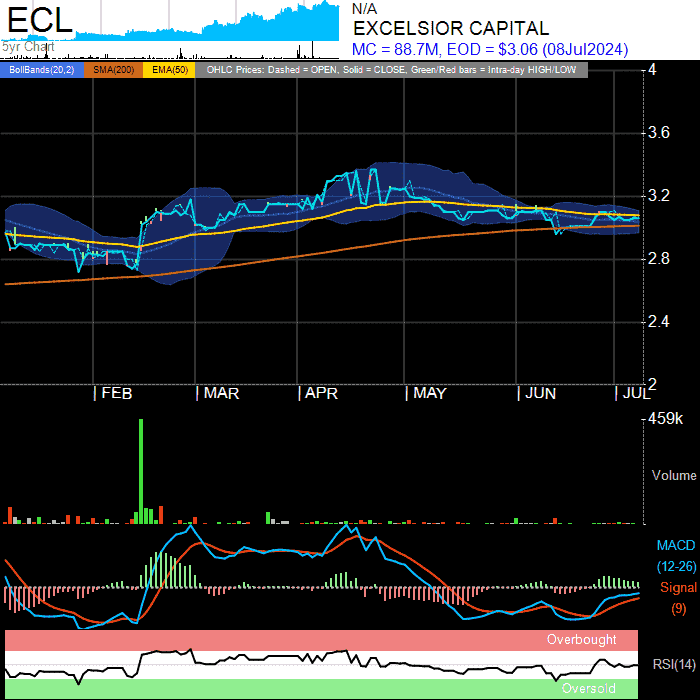 ECL
5yr Chart
N/A
EXCELSIOR CAPITAL
MC = 88.7M, EOD = $3.06 (08Jul2024)
BollBands(20,2) SMA(200) EMA(50) OHLC Prices: Dashed = OPEN, Solid = CLOSE, Green/Red bars = Intra-day HIGH/LOW
4
3.6
3.2
2.8
2.4
2
FEB MAR APR MAY JUN JUL
459k
Volume
MACD
(12-26)
Signal
(9)
Overbought
RSI(14)
Oversold